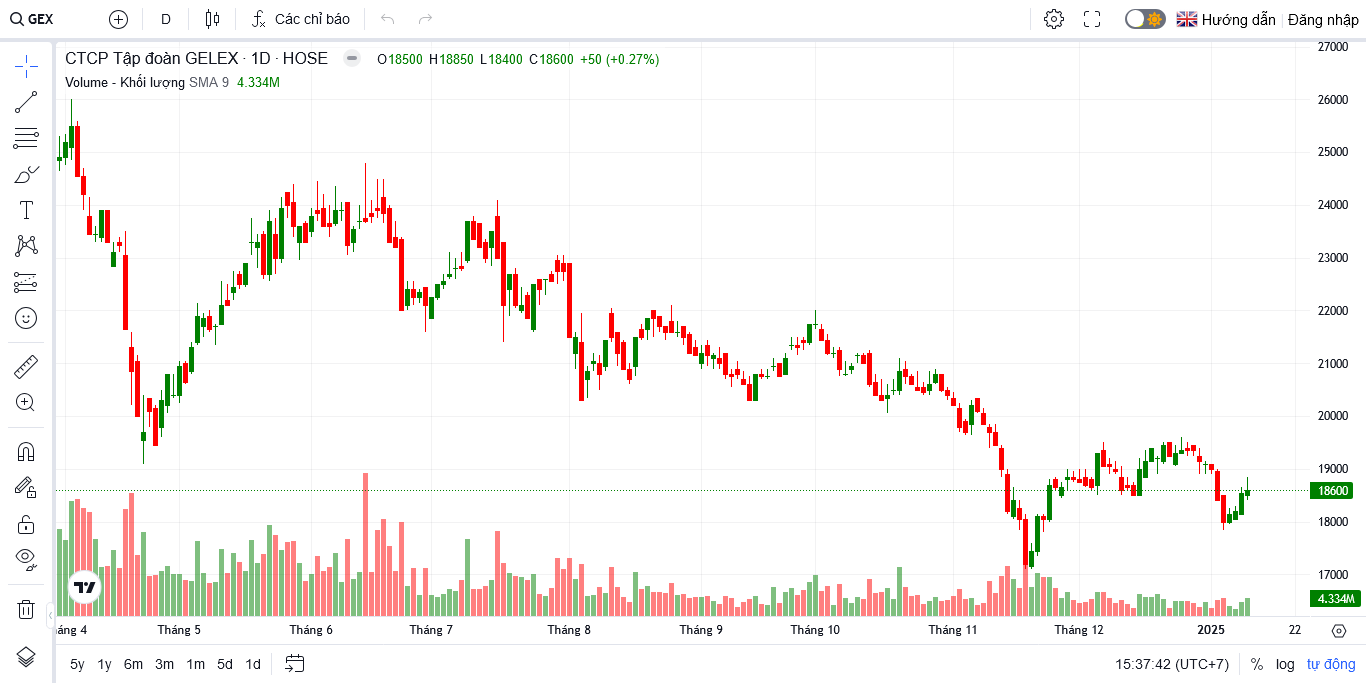 GEX D Các chỉ báo Hướng dẫn Đăng nhập
CTCP Tập đoàn GELEX · 1D · HOSE O18500 H18850 L18400 C18600 +50 (+0.27%)
Volume - Khối lượng SMA 9 4.334M
27000
26000
25000
24000
23000
22000
21000
20000
19000
18600
18000
17000
4.334M
áng 4 Tháng 5 Tháng 6 Tháng 7 Tháng 8 Tháng 9 Tháng 10 Tháng 11 Tháng 12 2025 22
5y 1y 6m 3m 1m 5d 1d 15:37:42 (UTC+7) % log tự động